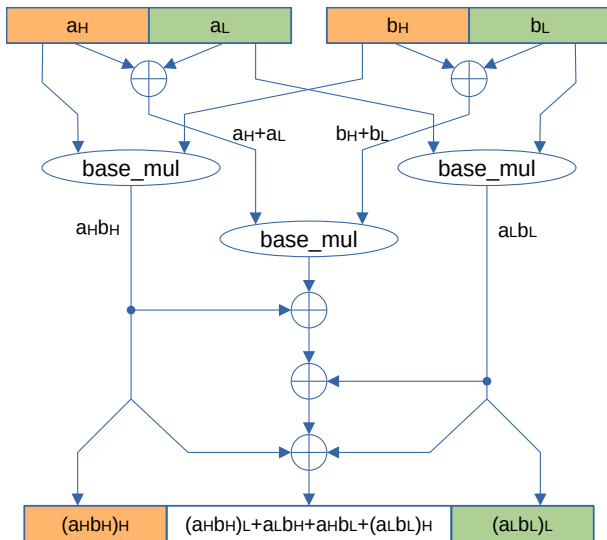 aH aL bH bL
aH+aL bH+bL
base_mul base_mul
aHbH aLbL
base_mul
(aHbH)H (aHbH)L+aLbH+aHbL+(aLbL)H (aLbL)L